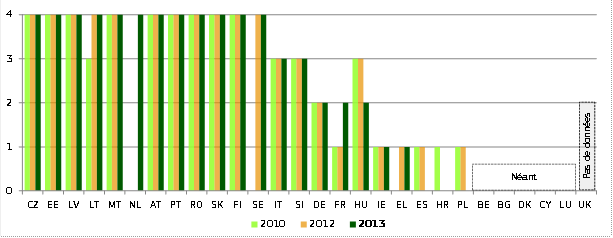 4
3
2
1
0
Néant
Pas de données
CZ EE LV LT MT NL AT PT RO SK FI SE IT SI DE FR HU IE EL ES HR PL BE BG DK CY LU UK
2010 2012 2013